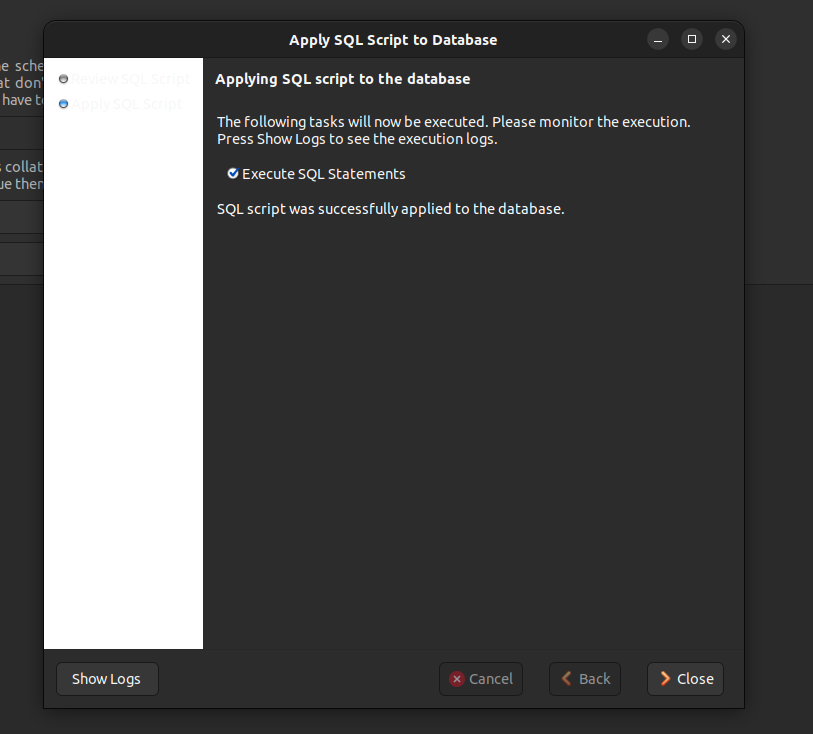 Apply SQL Script to Database
e sche
at don'
have to
s collat
ue then
Review SQL Script
Apply SQL Script
Applying SQL script to the database
The following tasks will now be executed. Please monitor the execution.
Press Show Logs to see the execution logs.
Execute SQL Statements
SQL script was successfully applied to the database.
Show Logs
Cancel
Back
Close